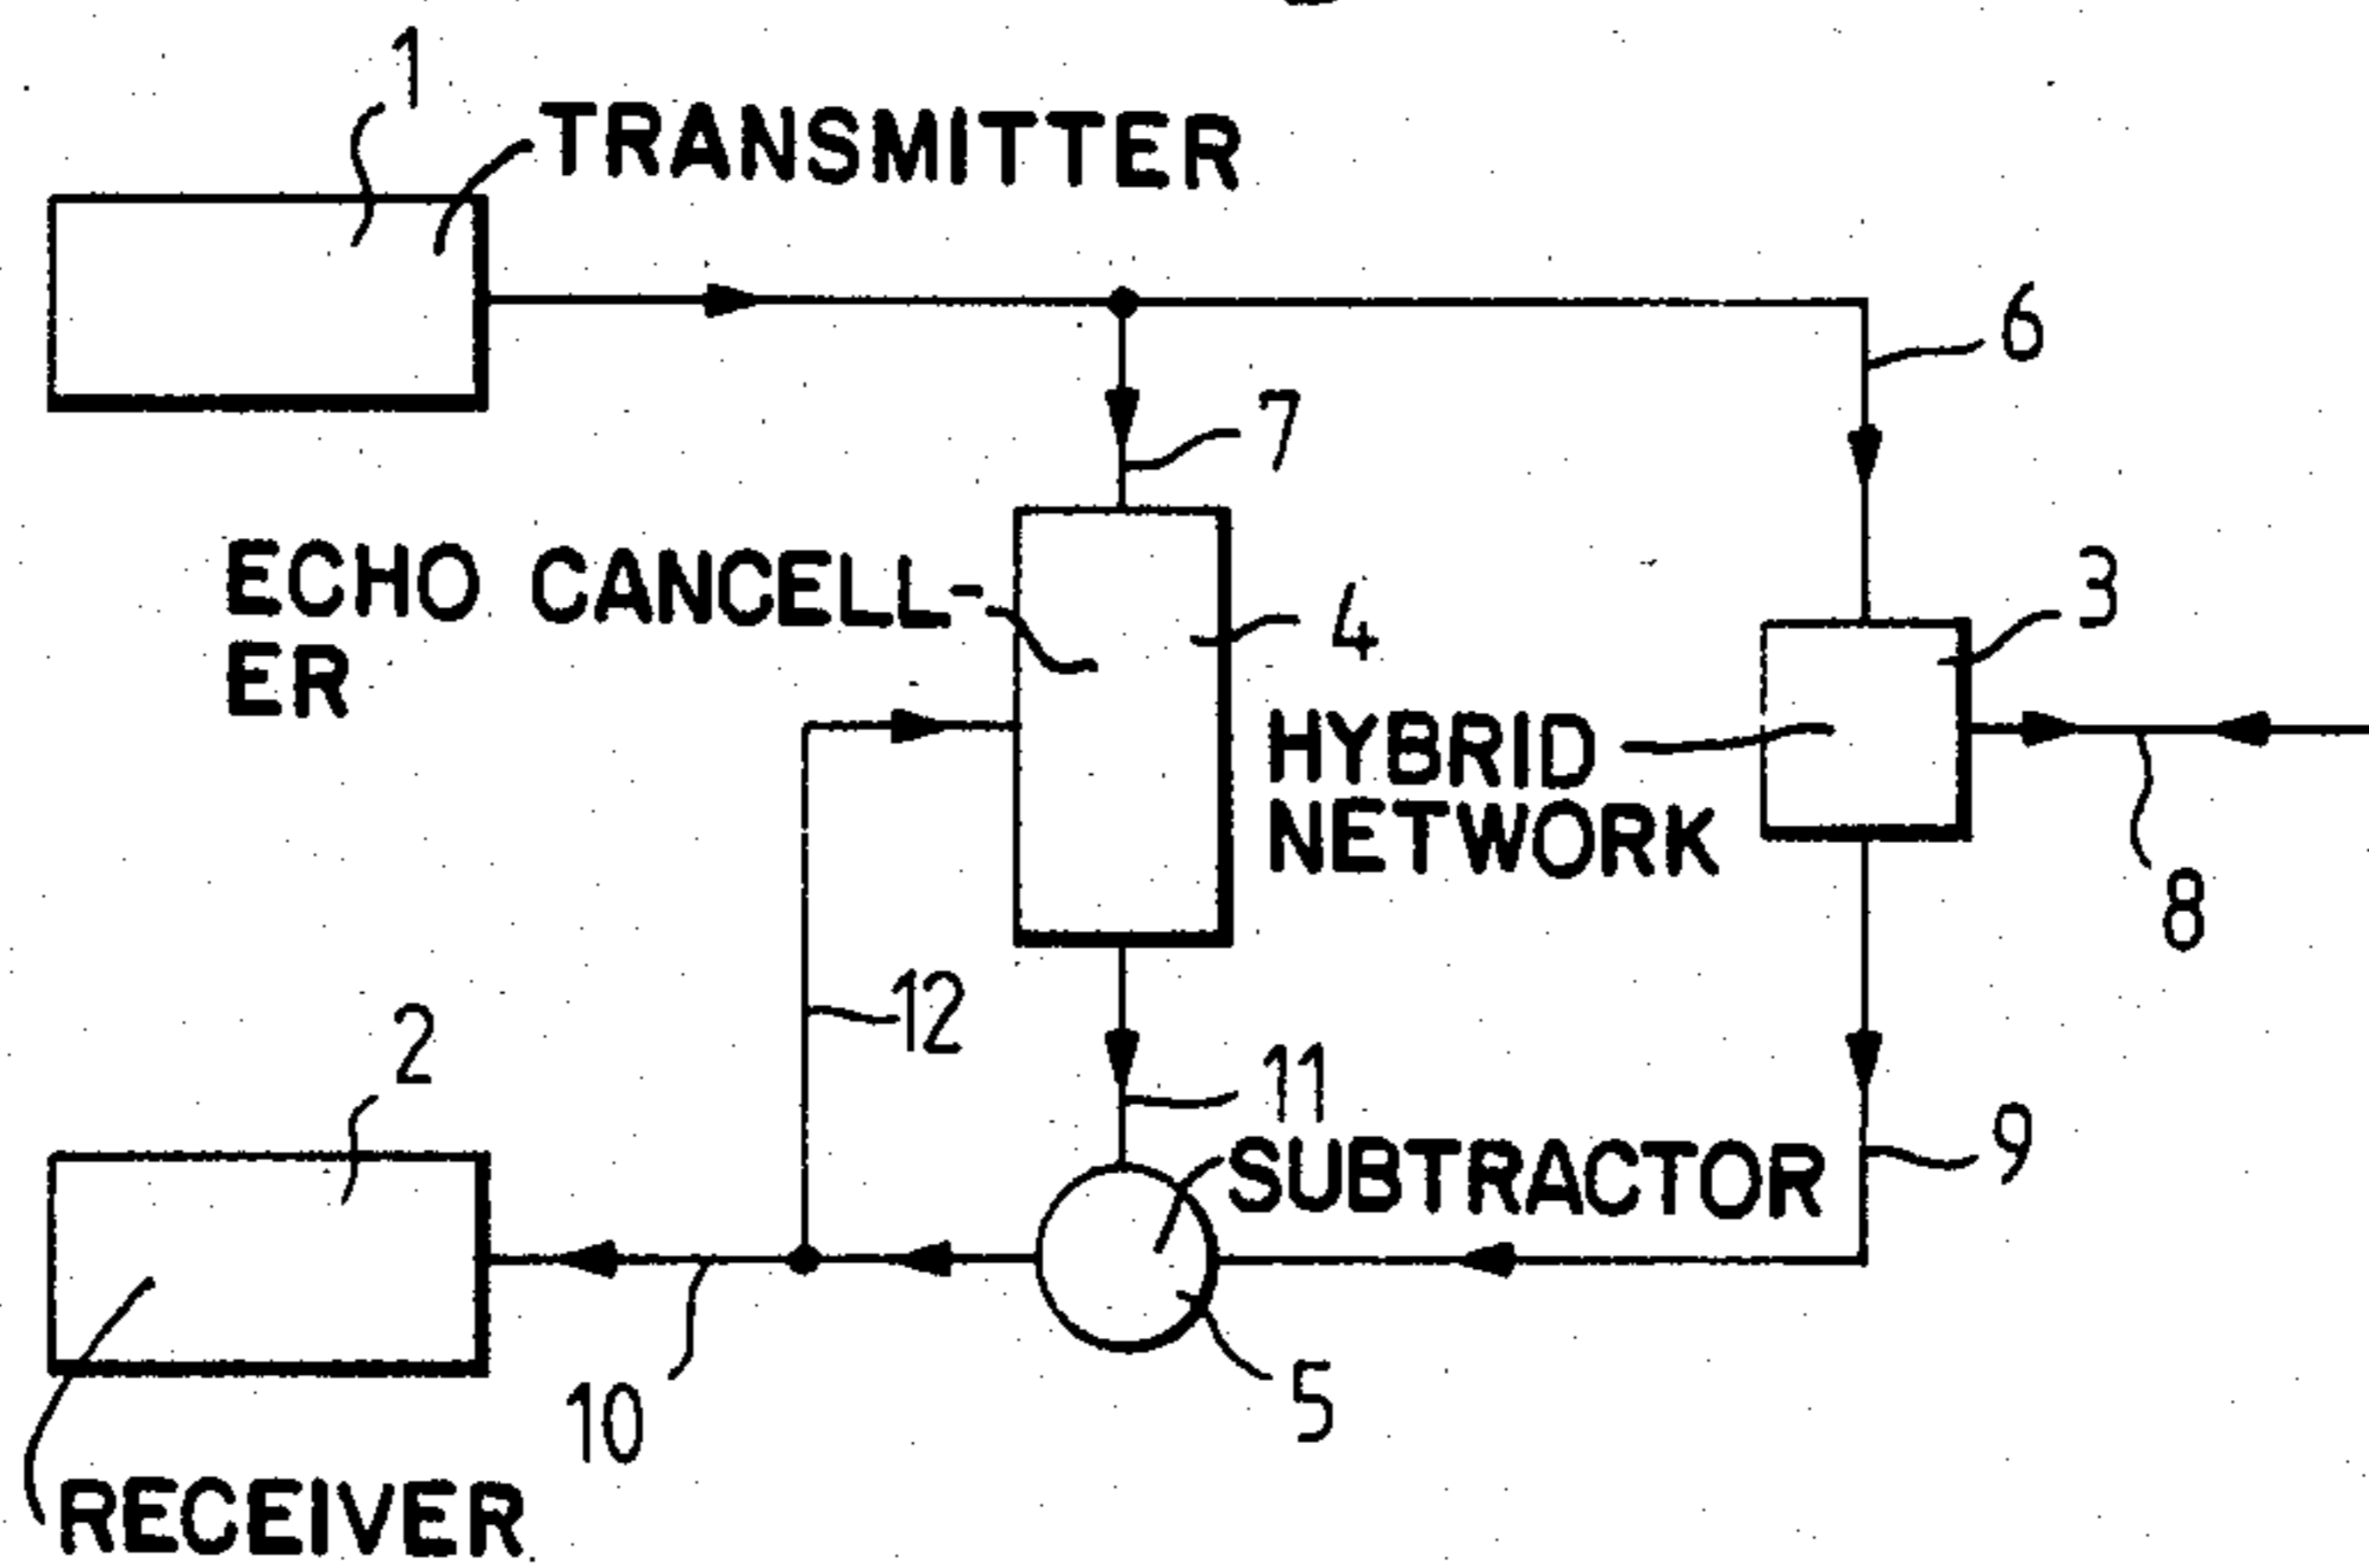 1
TRANSMITTER
6
7
ECHO CANCELL-
ER
4
3
HYBRID
NETWORK
8
12
2
11
SUBTRACTOR
9
10
5
RECEIVER